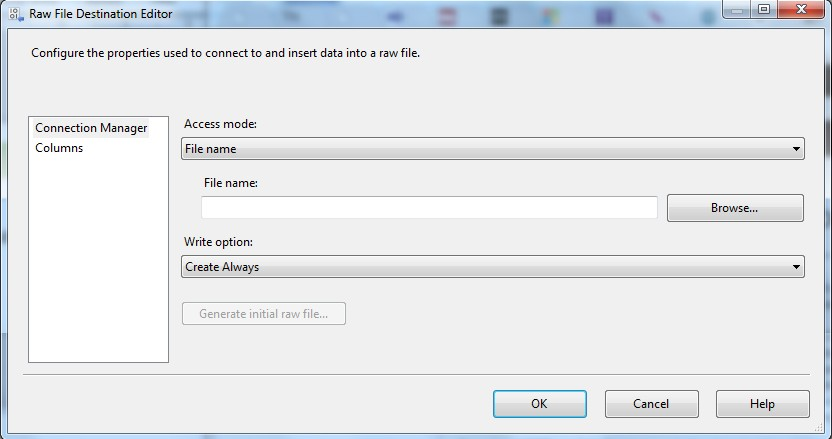 Raw File Destination Editor
Configure the properties used to connect to and insert data into a raw file.
Connection Manager
Columns
Access mode:
File name
File name:
Browse...
Write option:
Create Always
Generate initial raw file...
OK
Cancel
Help